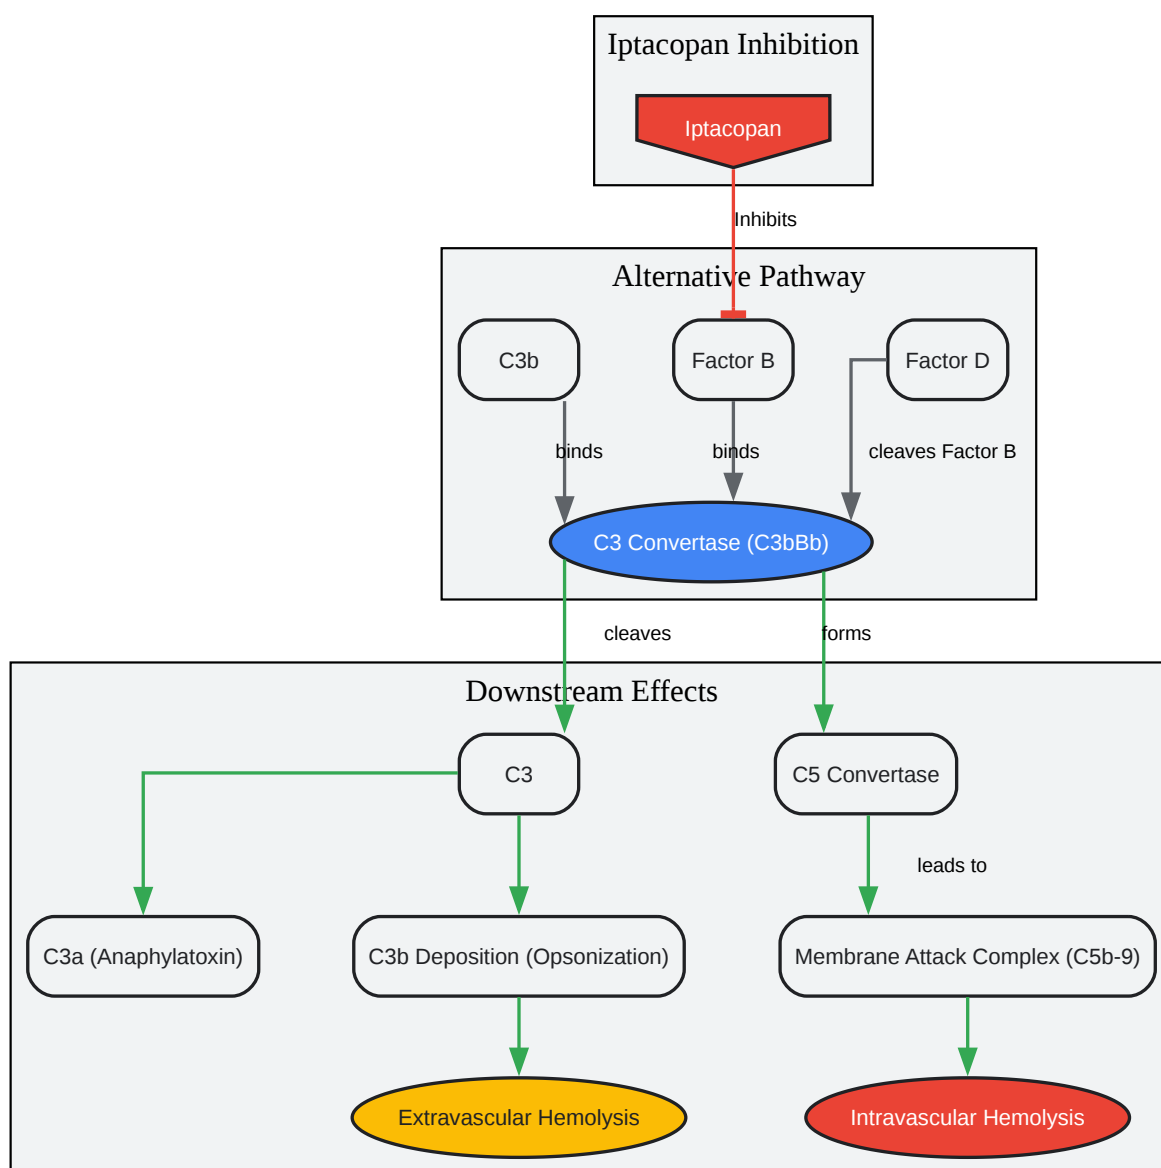 Iptacopan Inhibition
Iptacopan
Inhibits
Alternative Pathway
C3b
Factor B
Factor D
binds
binds
cleaves Factor B
C3 Convertase (C3bBb)
cleaves
forms
Downstream Effects
C3
C5 Convertase
leads to
C3a (Anaphylatoxin)
C3b Deposition (Opsonization)
Membrane Attack Complex (C5b-9)
Extravascular Hemolysis
Intravascular Hemolysis